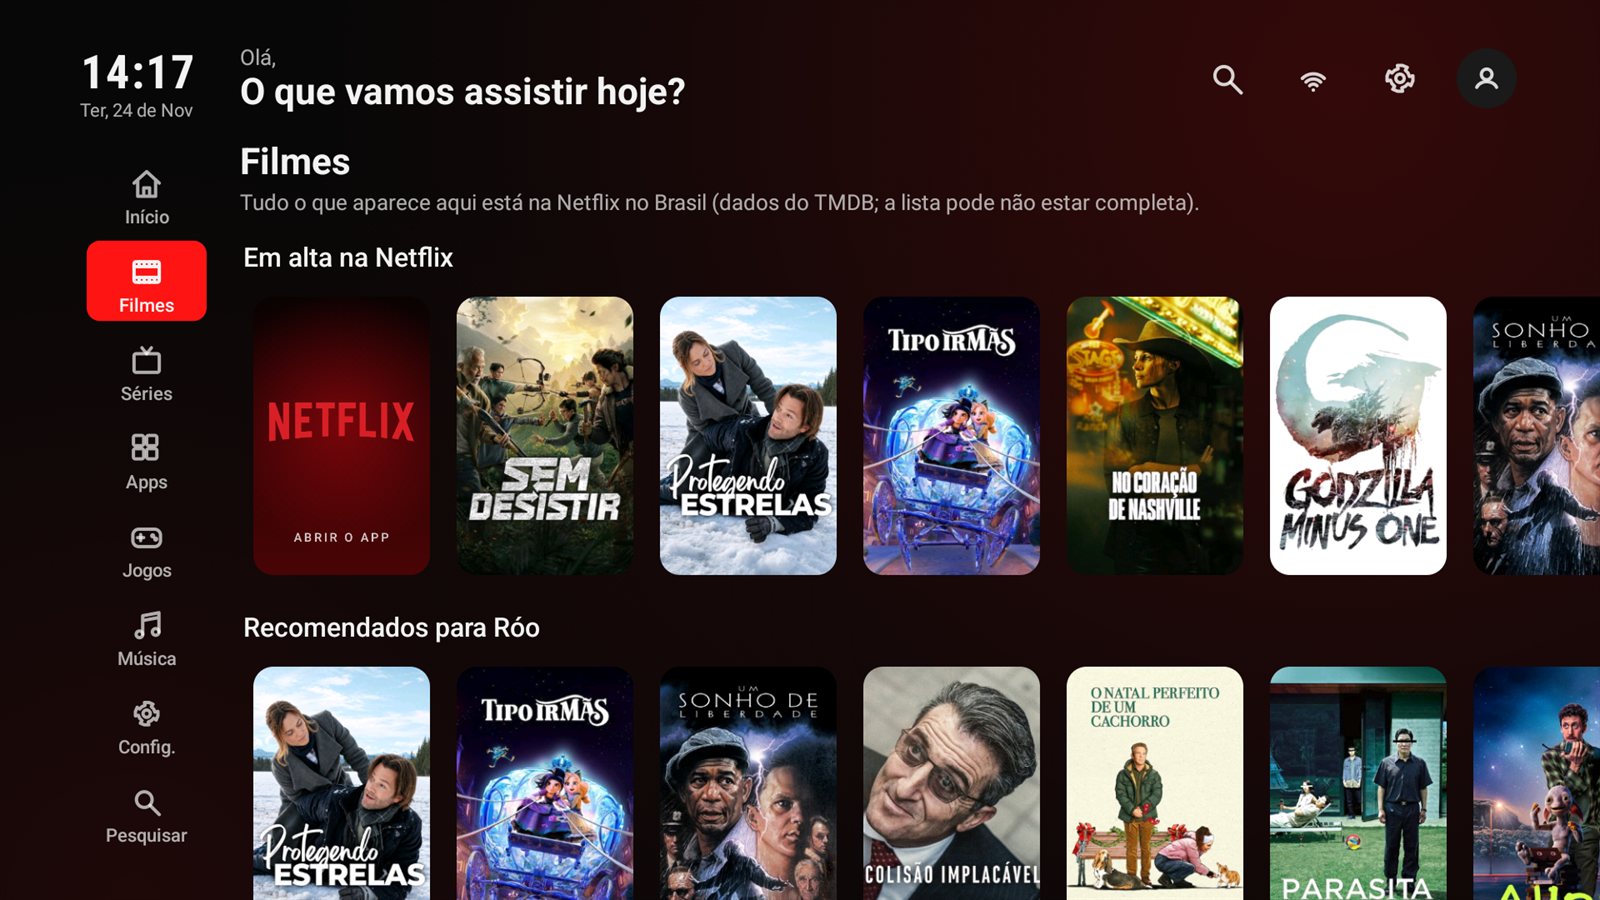 14:17
Ter, 24 de Nov
Olá,
O que vamos assistir hoje?
Início
Filmes
Séries
Apps
Jogos
Música
Config.
Pesquisar
Filmes
Tudo o que aparece aqui está na Netflix no Brasil (dados do TMDB; a lista pode não estar completa).
Em alta na Netflix
NETFLIX
ABRIR O APP
SEM
DESISTIR
Protegendo
ESTRELAS
TIPO IRMÃS
STAGE
NO CORAÇÃO
DE NASHVILLE
GODZILLA
MINUS ONE
UM
SONHO
LIBERDA
Recomendados para Róo
Protegendo
ESTRELAS
TIPO IRMÃS
UM
SONHO DE
LIBERDADE
COLISÃO IMPLACÁVEL
O NATAL PERFEITO
DE UM
CACHORRO
PARASITA